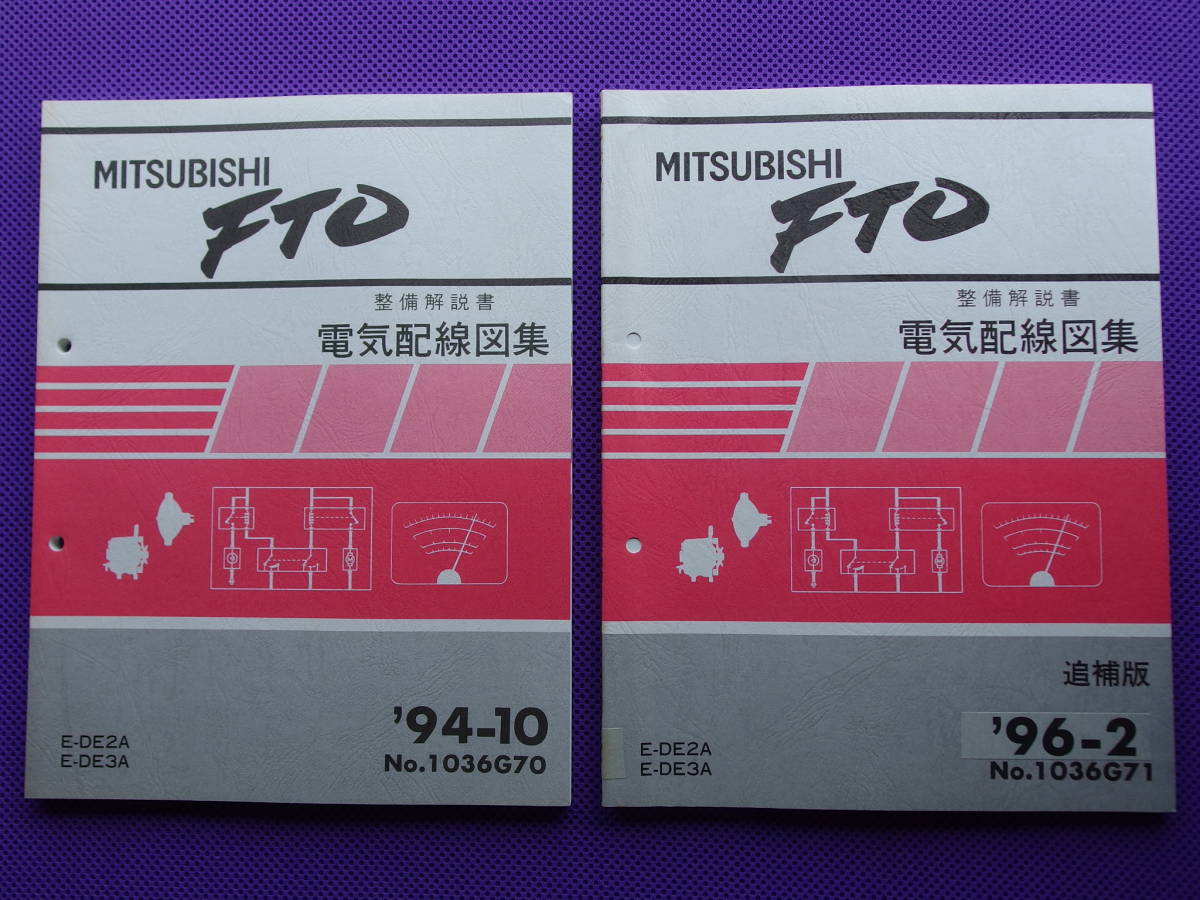 MITSUBISHI
FTO
整備解説書
電気配線図集
'94-10
E-DE2A
E-DE3A
No.1036G70
MITSUBISHI
FTO
整備解説書
電気配線図集
追補版
'96-2
E-DE2A
E-DE3A
No.1036G71